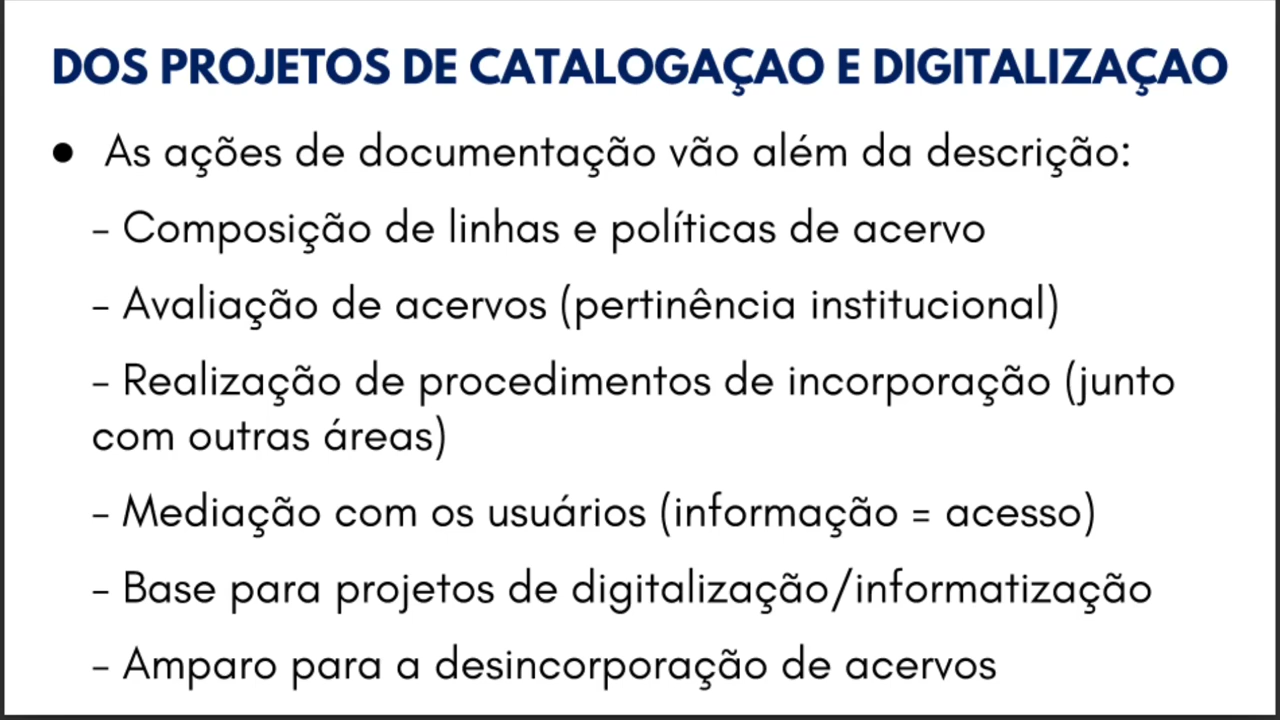 DOS PROJETOS DE CATALOGAÇAO E DIGITALIZAÇAO
● As ações de documentação vão além da descrição:
– Composição de linhas e políticas de acervo
– Avaliação de acervos (pertinência institucional)
– Realização de procedimentos de incorporação (junto
com outras áreas)
– Mediação com os usuários (informação = acesso)
– Base para projetos de digitalização/informatização
– Amparo para a desincorporação de acervos